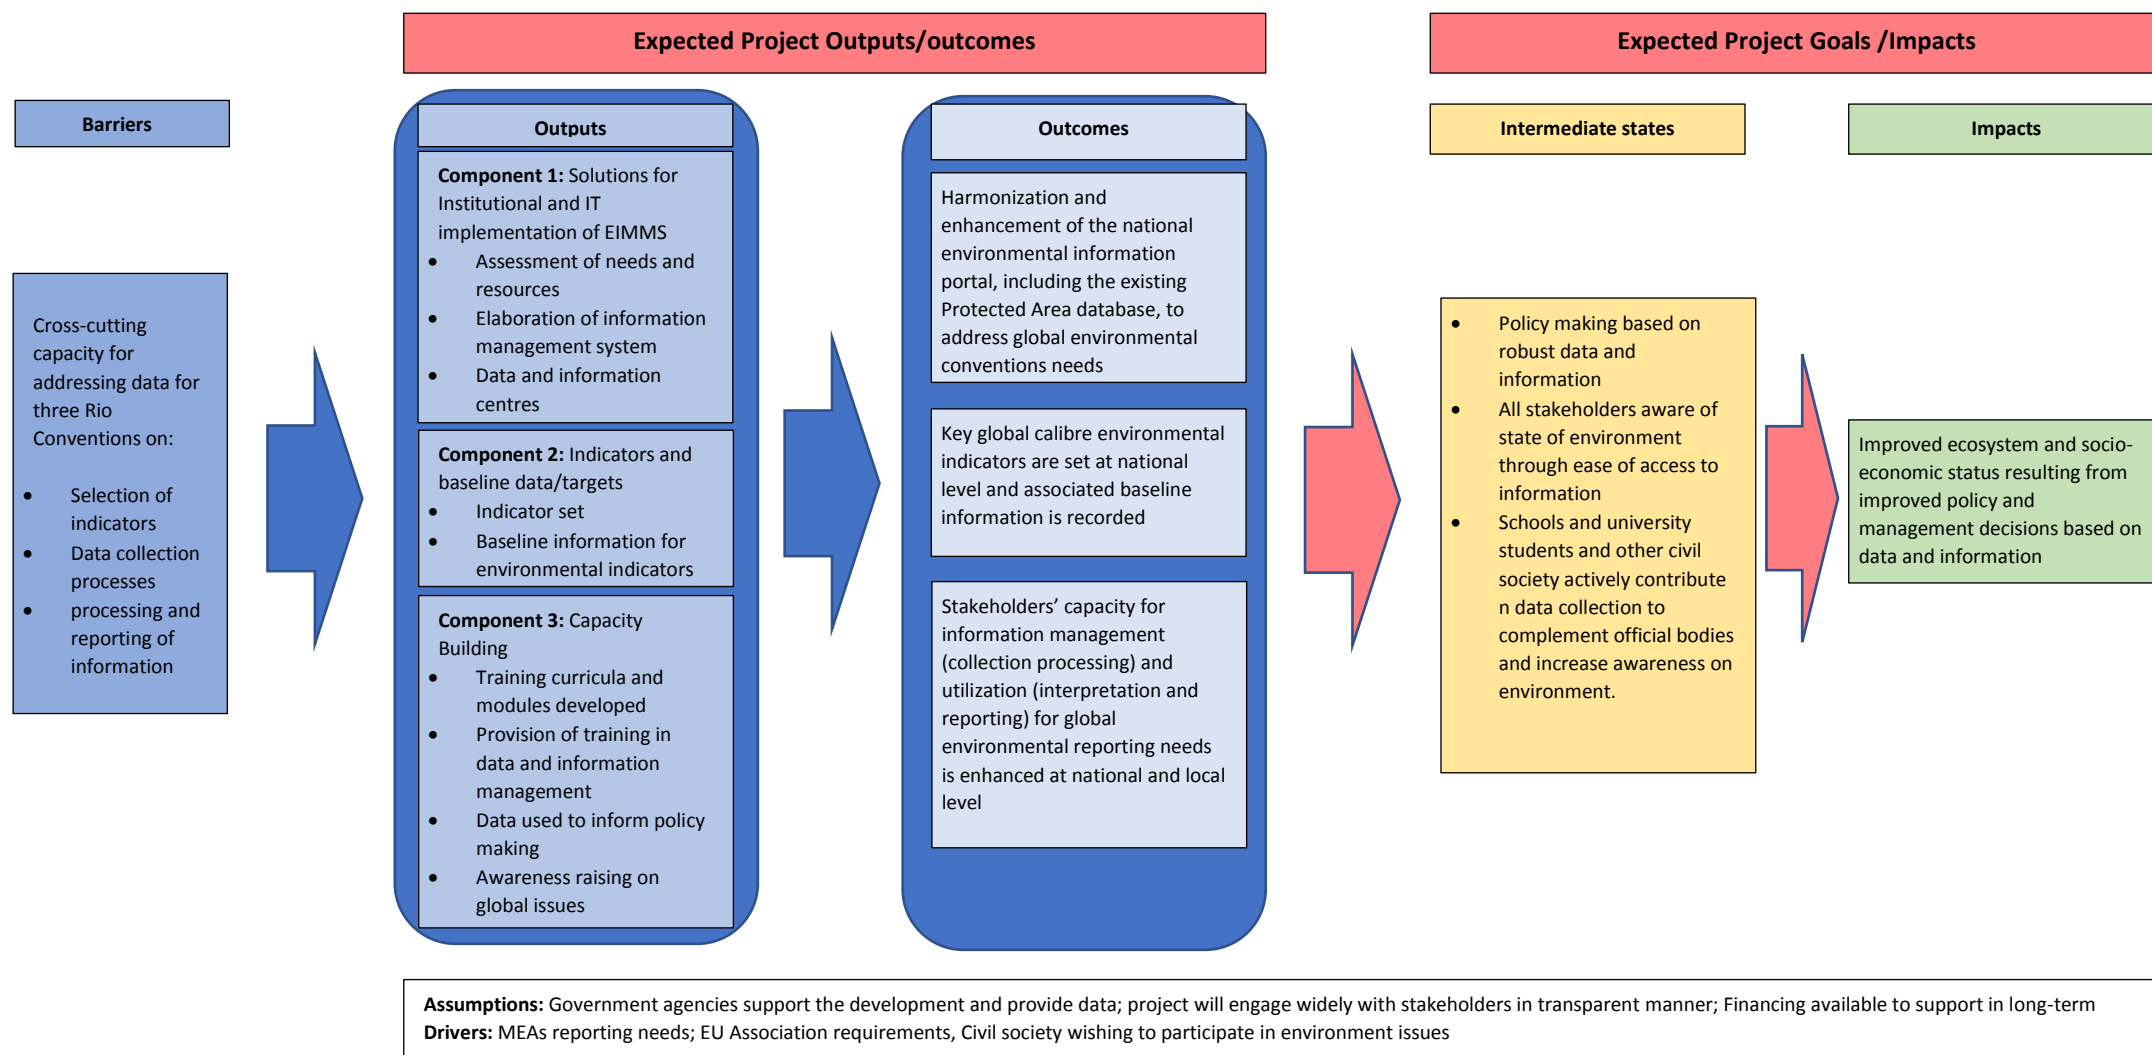 Expected Project Outputs/outcomes
Expected Project Goals /Impacts
Barriers
Cross-cutting
capacity for
addressing data for
three Rio
Conventions on:
• Selection of
indicators
• Data collection
processes
• processing and
reporting of
information
Outputs
Component 1: Solutions for
Institutional and IT
implementation of EIMMS
• Assessment of needs and
resources
• Elaboration of information
management system
• Data and information
centres
Component 2: Indicators and
baseline data/targets
• Indicator set
• Baseline information for
environmental indicators
Component 3: Capacity
Building
• Training curricula and
modules developed
• Provision of training in
data and information
management
• Data used to inform policy
making
• Awareness raising on
global issues
Outcomes
Harmonization and
enhancement of the national
environmental information
portal, including the existing
Protected Area database, to
address global environmental
conventions needs
Key global calibre environmental
indicators are set at national
level and associated baseline
information is recorded
Stakeholders’ capacity for
information management
(collection processing) and
utilization (interpretation and
reporting) for global
environmental reporting needs
is enhanced at national and local
level
Intermediate states
• Policy making based on
robust data and
information
• All stakeholders aware of
state of environment
through ease of access to
information
• Schools and university
students and other civil
society actively contribute
n data collection to
complement official bodies
and increase awareness on
environment.
Impacts
Improved ecosystem and socio-
economic status resulting from
improved policy and
management decisions based on
data and information
Assumptions: Government agencies support the development and provide data; project will engage widely with stakeholders in transparent manner; Financing available to support in long-term
Drivers: MEAs reporting needs; EU Association requirements, Civil society wishing to participate in environment issues